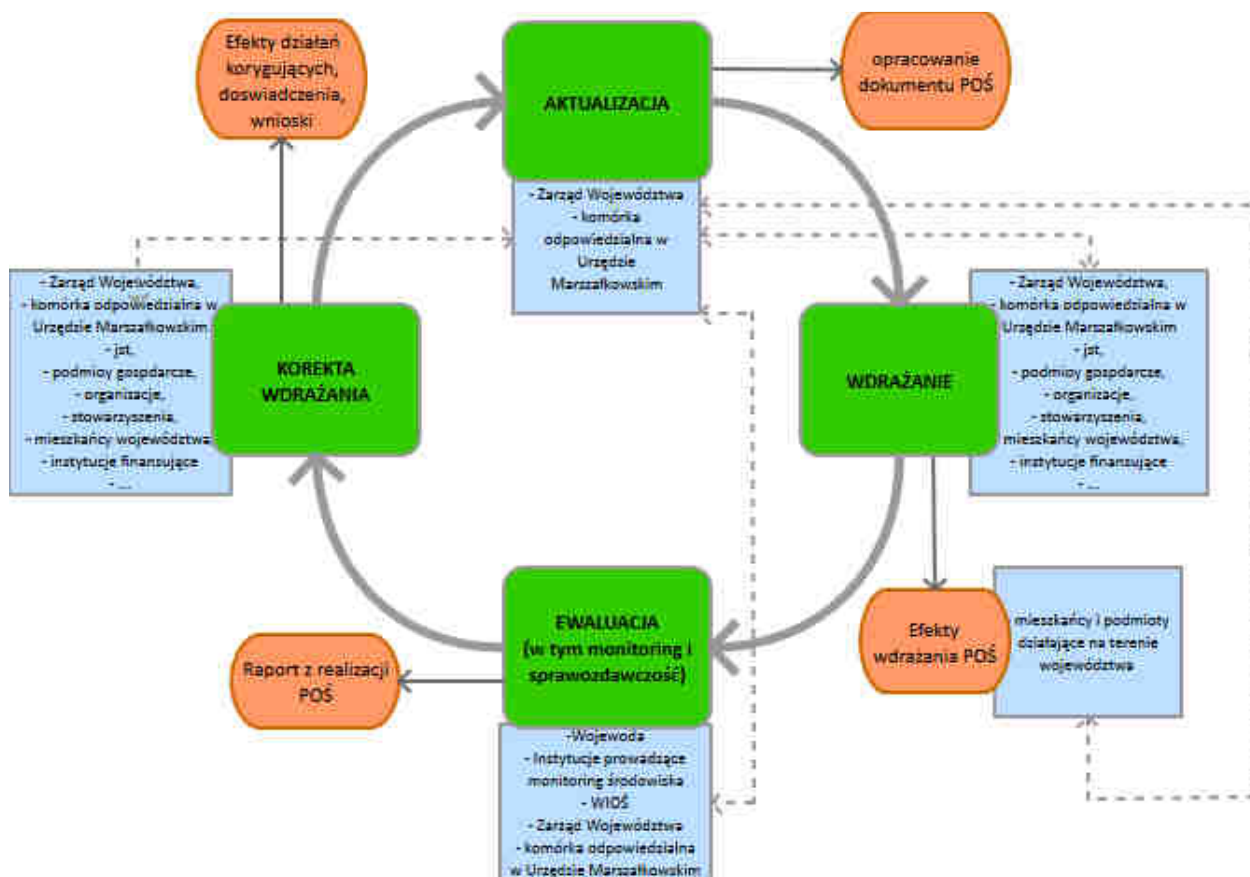 Efekty działań
korygujących,
doswiadczenia,
wnioski
AKTUALIZACJA
opracowanie
dokumentu POŚ
- Zarząd Województwa
- komórka
odpowiedzialna w
Urzędzie
Marszałkowskim
- Zarząd Województwa,
- komórka odpowiedzialna w
Urzędzie Marszałkowskim
- jst,
- podmioy gospdarcze,
- organizacje,
- stowarzyszenia,
- mieszkańcy województwa
- instytucje finansujące
- ...
KOREKTA
WDRAŻANIA
WDRAŻANIE
- Zarząd Województwa,
- komórka odpowiedzialna w
Urzędzie Marszałkowskim
- jst,
- podmioy gospdarcze,
- organizacje,
- stowarzyszenia,
mieszkańcy województwa,
- instytucje finansujące
- ...
EWALUACJA
(w tym monitoring i
sprawozdawczość)
Raport z realizacji
POŚ
Efekty
wdrażania POŚ
mieszkańcy i podmioty
działające na terenie
województwa
-Wojewoda
- Instytucje prowadzące
monitoring środowiska
- WIOŚ
- Zarząd Województwa
- komórka odpowiedzialna
w Urzędzie Marszałkowskim